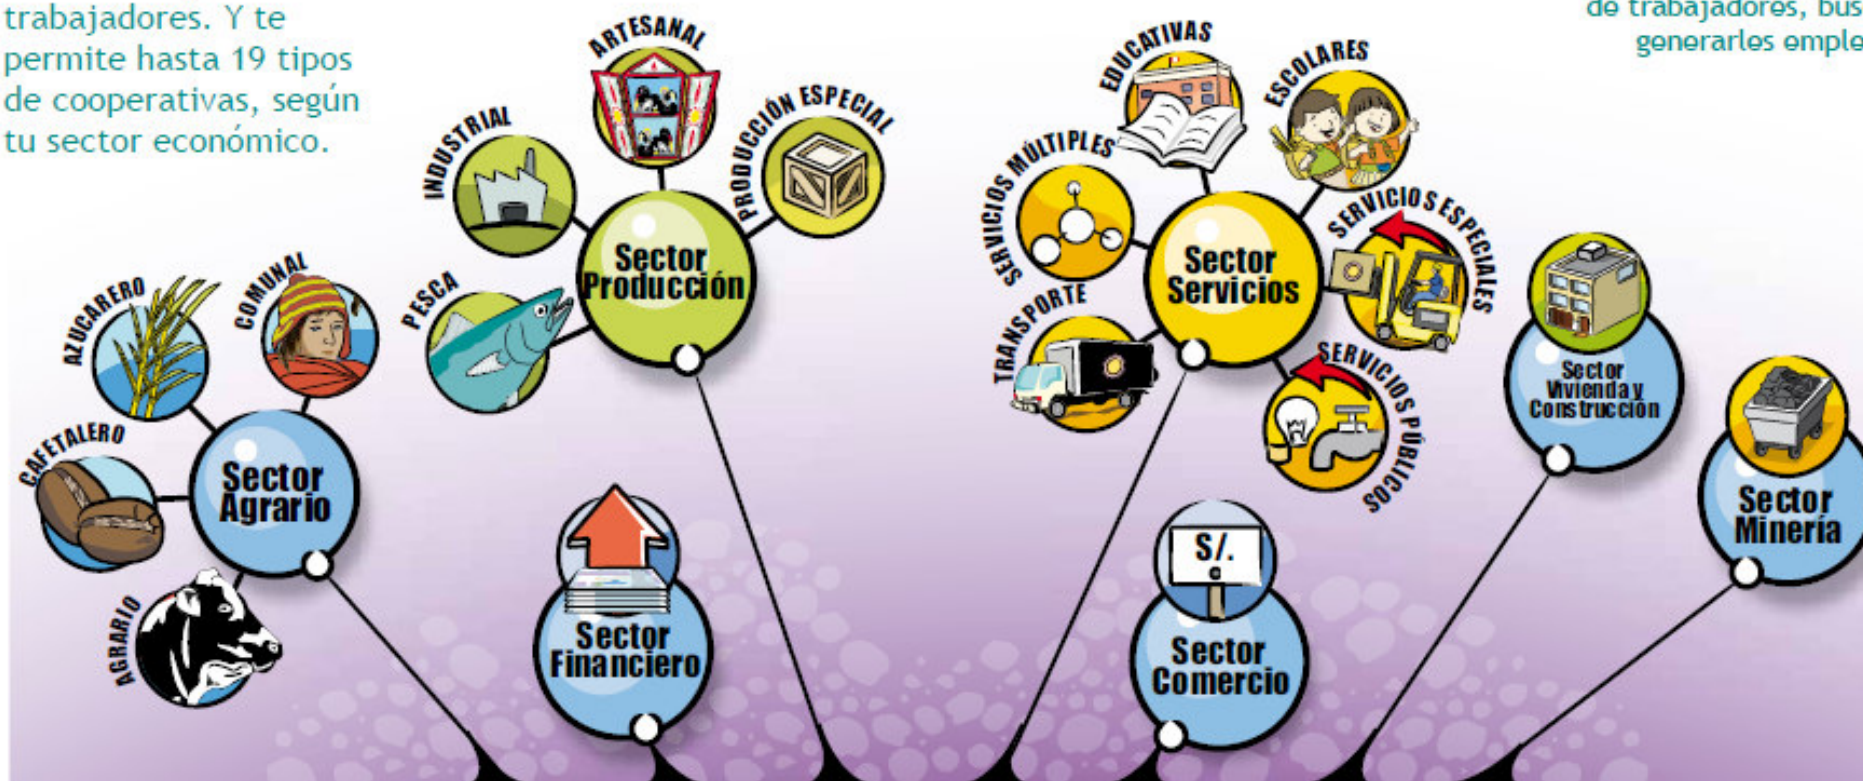 trabajadores. Y te
permite hasta 19 tipos
de cooperativas, según
tu sector económico.
de trabajadores, bus
generarles emple
AZUCARERO
COMUNAL
CAFETALERO
AGRARIO
Sector
Agrario
INDUSTRIAL
ARTESANAL
PRODUCCIÓN ESPECIAL
PESCA
Sector
Producción
Sector
Financiero
EDUCATIVAS
ESCOLARES
SERVICIOS MÚLTIPLES
SERVICIOS ESPECIALES
TRANSPORTE
SERVICIOS PÚBLICOS
Sector
Servicios
S/.
Sector
Comercio
Sector
Vivienda y
Construcción
Sector
Minería